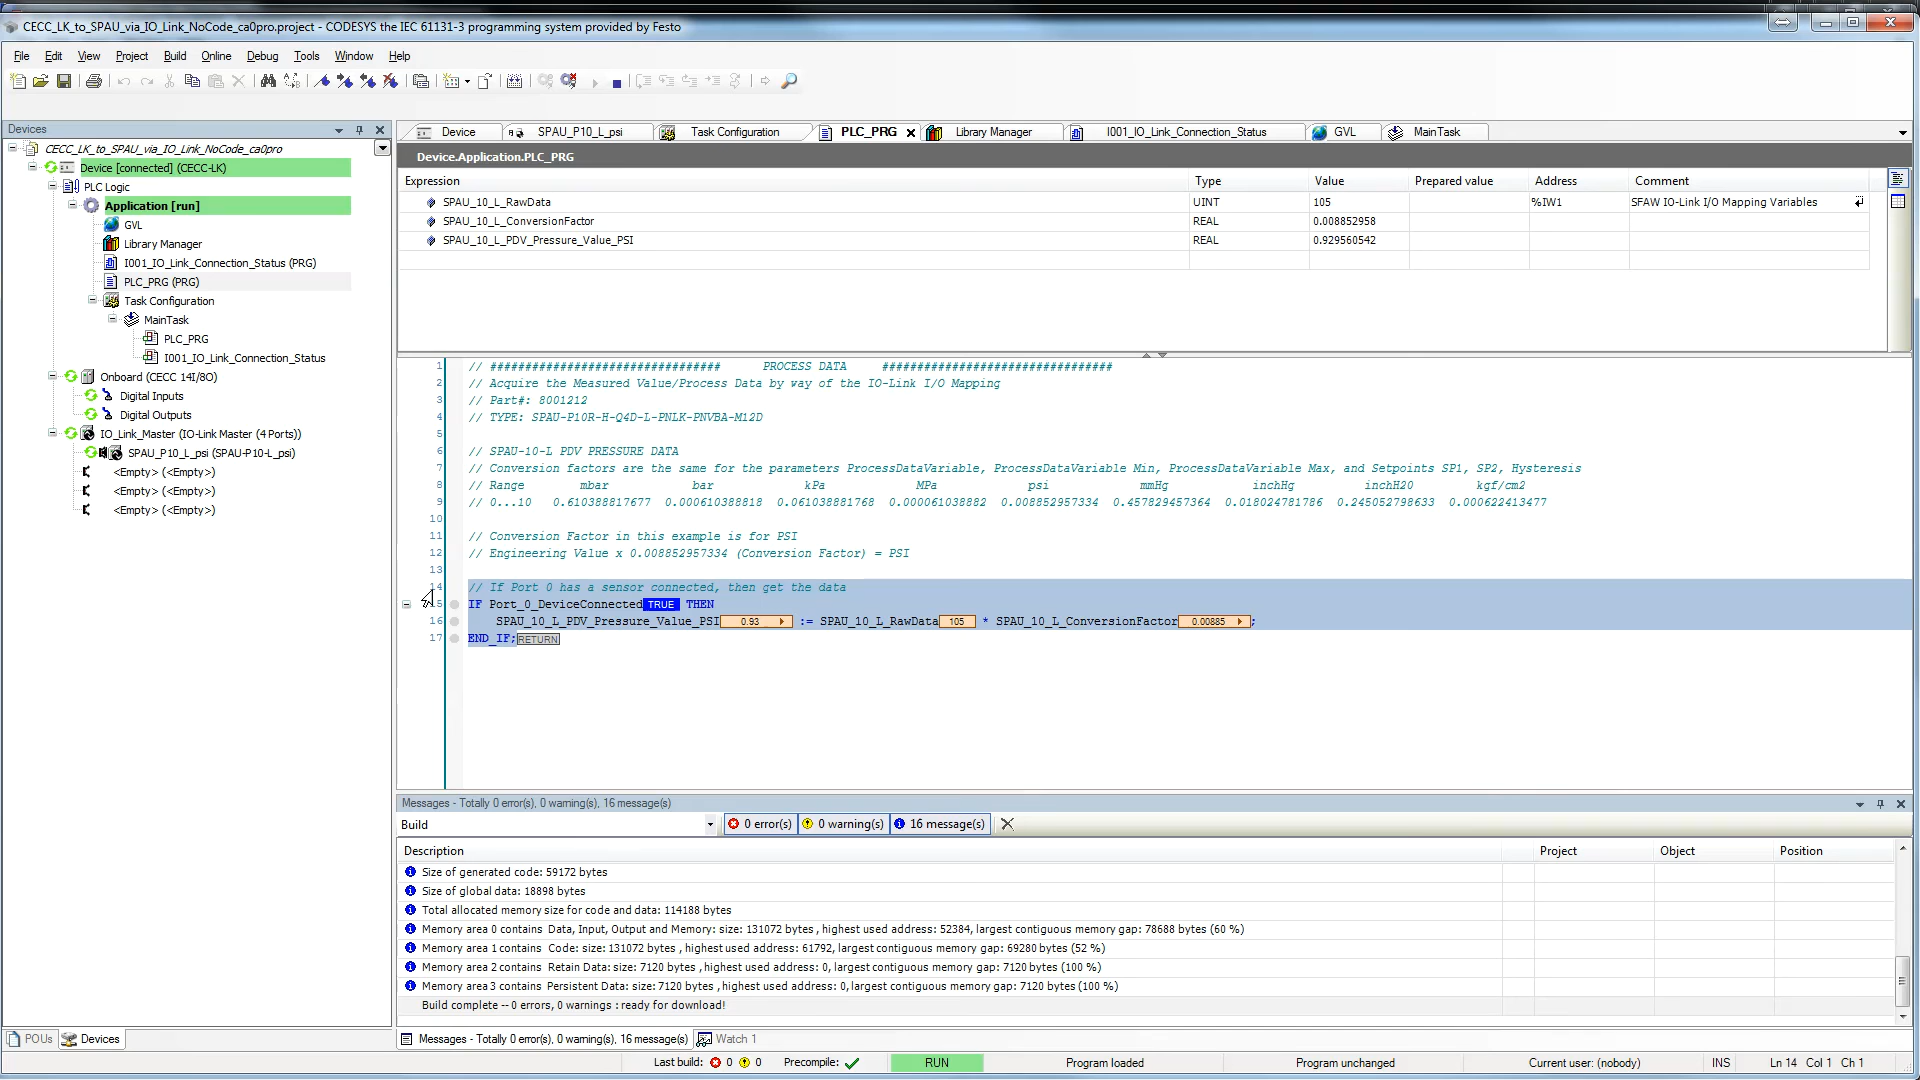 CECC_LK_to_SPAU_via_IO_Link_NoCode_ca0pro.project - CODESYS the IEC 61131-3 programming system provided by Festo
File Edit View Project Build Online Debug Tools Window Help
Devices
CECC_LK_to_SPAU_via_IO_Link_NoCode_ca0pro
Device [connected] (CECC-LK)
PLC Logic
Application [run]
GVL
Library Manager
I001_IO_Link_Connection_Status (PRG)
PLC_PRG (PRG)
Task Configuration
MainTask
PLC_PRG
I001_IO_Link_Connection_Status
Onboard (CECC 14I/8O)
Digital Inputs
Digital Outputs
IO_Link_Master (IO-Link Master (4 Ports))
SPAU_P10_L_psi (SPAU-P10-L_psi)
<Empty> (<Empty>)
<Empty> (<Empty>)
<Empty> (<Empty>)
POUs Devices
Device SPAU_P10_L_psi Task Configuration PLC_PRG Library Manager I001_IO_Link_Connection_Status GVL MainTask
Device.Application.PLC_PRG
Expression Type Value Prepared value Address Comment
SPAU_10_L_RawData UINT 105 %IW1 SFAW IO-Link I/O Mapping Variables
SPAU_10_L_ConversionFactor REAL 0.008852958
SPAU_10_L_PDV_Pressure_Value_PSI REAL 0.929560542
1 // ################################# PROCESS DATA #################################
2 // Acquire the Measured Value/Process Data by way of the IO-Link I/O Mapping
3 // Part#: 8001212
4 // TYPE: SPAU-P10R-H-Q4D-L-PNLK-PNVBA-M12D
5
6 // SPAU-10-L PDV PRESSURE DATA
7 // Conversion factors are the same for the parameters ProcessDataVariable, ProcessDataVariable Min, ProcessDataVariable Max, and Setpoints SP1, SP2, Hysteresis
8 // Range mbar bar kPa MPa psi mmHg inchHg inchH20 kgf/cm2
9 // 0...10 0.610388817677 0.000610388818 0.061038881768 0.000061038882 0.008852957334 0.457829457364 0.018024781786 0.245052798633 0.000622413477
10
11 // Conversion Factor in this example is for PSI
12 // Engineering Value x 0.008852957334 (Conversion Factor) = PSI
13
14 // If Port 0 has a sensor connected, then get the data
15 IF Port_0_DeviceConnected TRUE THEN
16 SPAU_10_L_PDV_Pressure_Value_PSI 0.93 := SPAU_10_L_RawData 105 * SPAU_10_L_ConversionFactor 0.00885 ;
17 END_IF; RETURN
Messages - Totally 0 error(s), 0 warning(s), 16 message(s)
Build 0 error(s) 0 warning(s) 16 message(s)
Description Project Object Position
Size of generated code: 59172 bytes
Size of global data: 18898 bytes
Total allocated memory size for code and data: 114188 bytes
Memory area 0 contains Data, Input, Output and Memory: size: 131072 bytes , highest used address: 52384, largest contiguous memory gap: 78688 bytes (60 %)
Memory area 1 contains Code: size: 131072 bytes , highest used address: 61792, largest contiguous memory gap: 69280 bytes (52 %)
Memory area 2 contains Retain Data: size: 7120 bytes , highest used address: 0, largest contiguous memory gap: 7120 bytes (100 %)
Memory area 3 contains Persistent Data: size: 7120 bytes , highest used address: 0, largest contiguous memory gap: 7120 bytes (100 %)
Build complete -- 0 errors, 0 warnings : ready for download!
Messages - Totally 0 error(s), 0 warning(s), 16 message(s) Watch 1
Last build: 0 0 Precompile: RUN Program loaded Program unchanged Current user: (nobody) INS Ln 14 Col 1 Ch 1